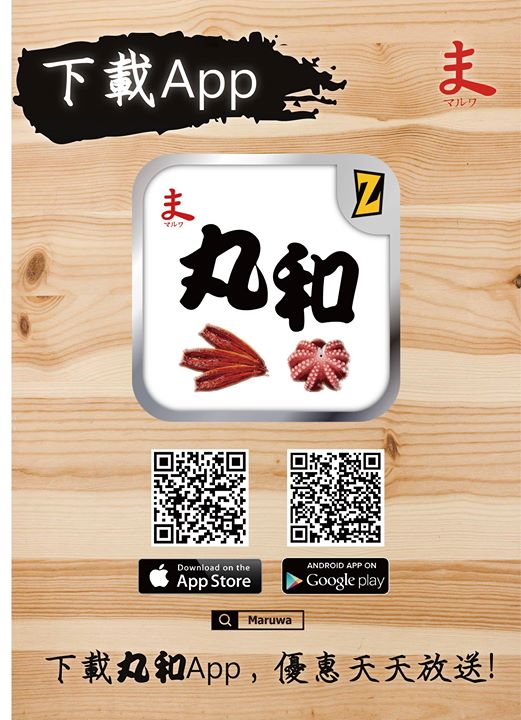 下載App
ま
マルワ
Z
ま
マルワ
丸和
Download on the
App Store
ANDROID APP ON
Google play
Maruwa
下載丸和App，優惠天天放送!